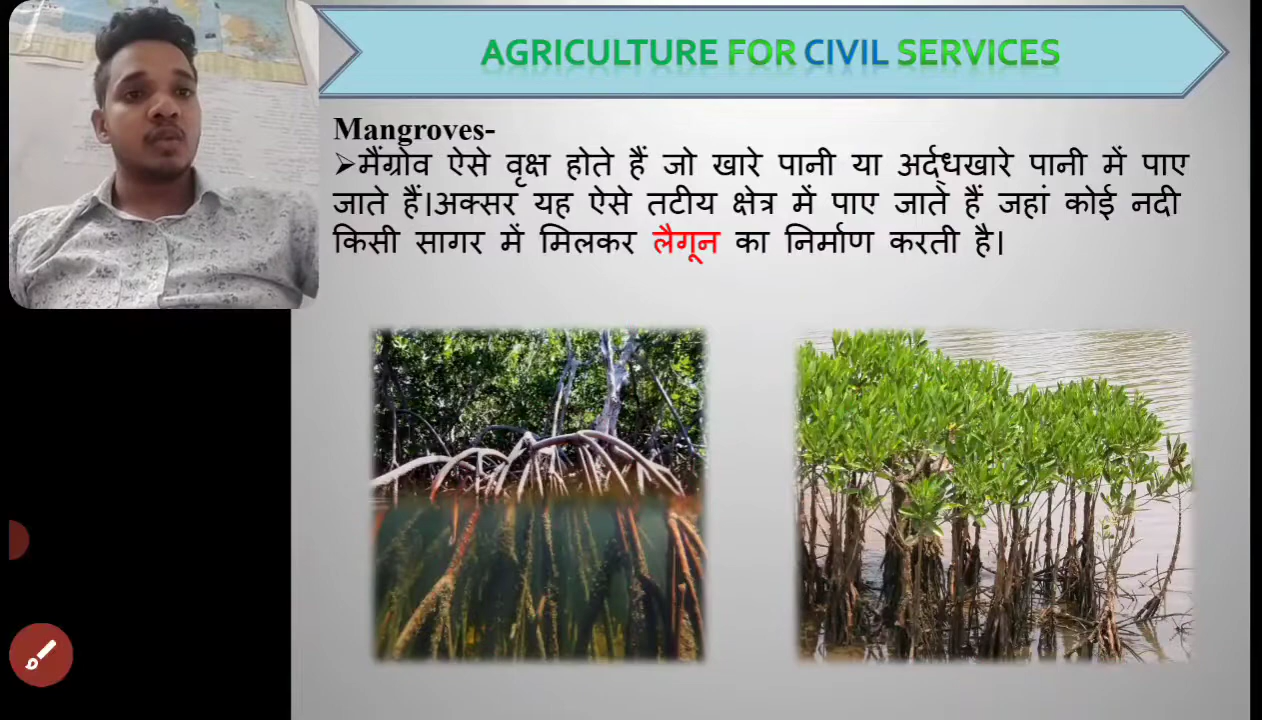 AGRICULTURE FOR CIVIL SERVICES
Mangroves-
➢मैंग्रोव ऐसे वृक्ष होते हैं जो खारे पानी या अर्द्धखारे पानी में पाए
जाते हैं।अक्सर यह ऐसे तटीय क्षेत्र में पाए जाते हैं जहां कोई नदी
किसी सागर में मिलकर लैगून का निर्माण करती है।